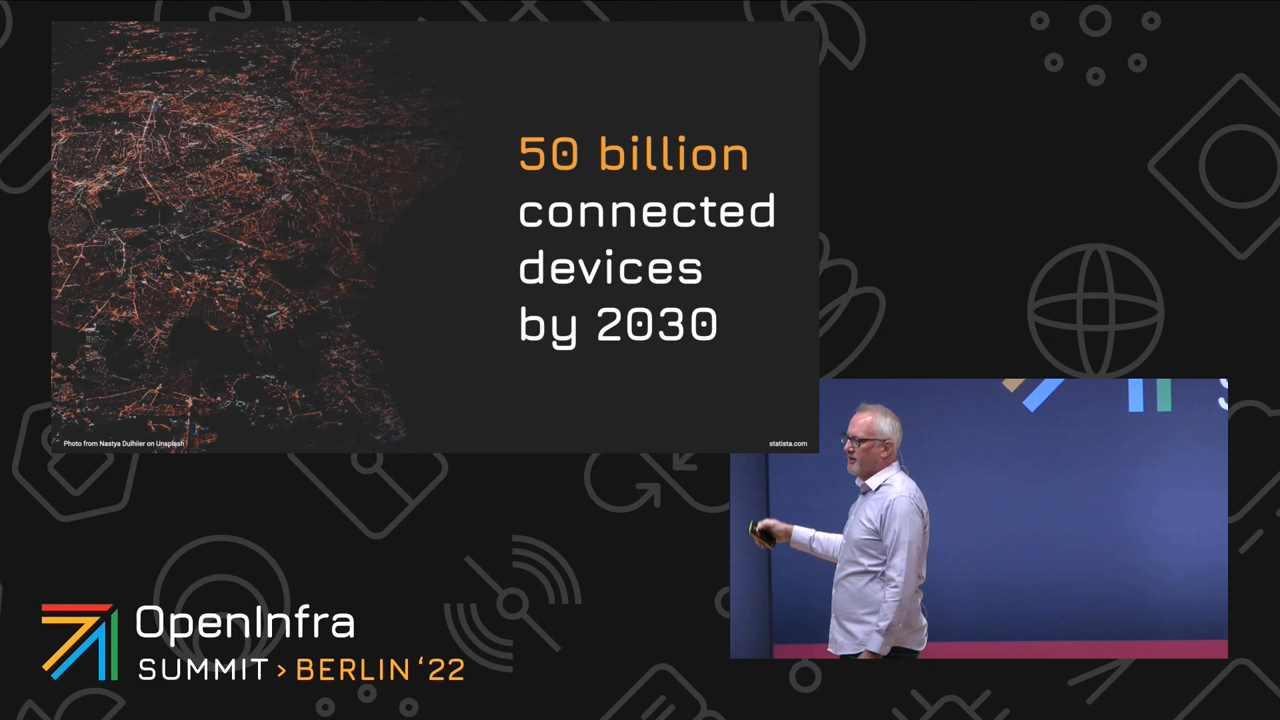 50 billion
connected
devices
by 2030
Photo from Nastya Dulhiier on Unsplash
statista.com
OpenInfra
SUMMIT > BERLIN ‘22